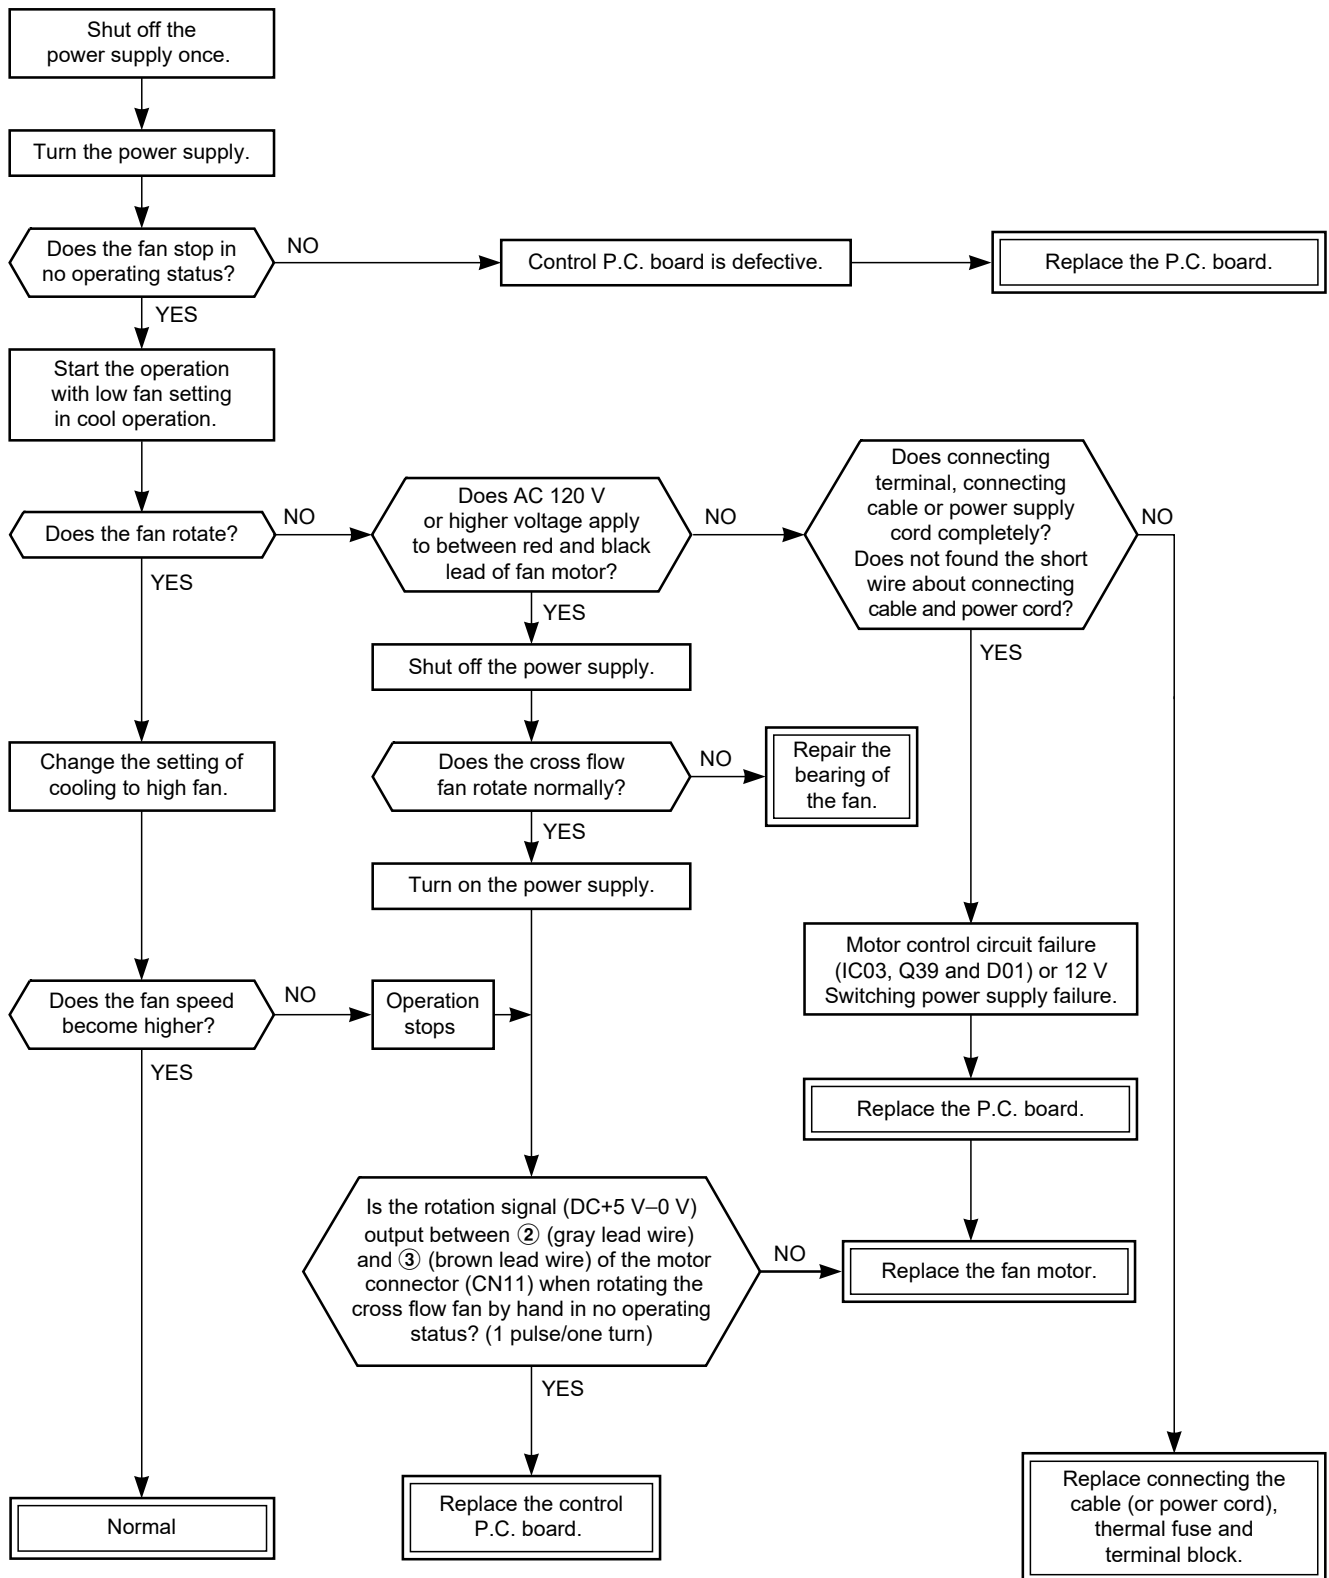 Shut off the
power supply once.
Turn the power supply.
Does the fan stop in
no operating status?
NO
Control P.C. board is defective.
Replace the P.C. board.
YES
Start the operation
with low fan setting
in cool operation.
Does the fan rotate?
NO
Does AC 120 V
or higher voltage apply
to between red and black
lead of fan motor?
NO
Does connecting
terminal, connecting
cable or power supply
cord completely?
Does not found the short
wire about connecting
cable and power cord?
NO
YES
YES
YES
Shut off the power supply.
Change the setting of
cooling to high fan.
Does the cross flow
fan rotate normally?
NO
Repair the
bearing of
the fan.
YES
Turn on the power supply.
Motor control circuit failure
(IC03, Q39 and D01) or 12 V
Switching power supply failure.
Does the fan speed
become higher?
NO
Operation
stops
YES
Replace the P.C. board.
Is the rotation signal (DC+5 V–0 V)
output between ② (gray lead wire)
and ③ (brown lead wire) of the motor
connector (CN11) when rotating the
cross flow fan by hand in no operating
status? (1 pulse/one turn)
NO
Replace the fan motor.
YES
Normal
Replace the control
P.C. board.
Replace connecting the
cable (or power cord),
thermal fuse and
terminal block.